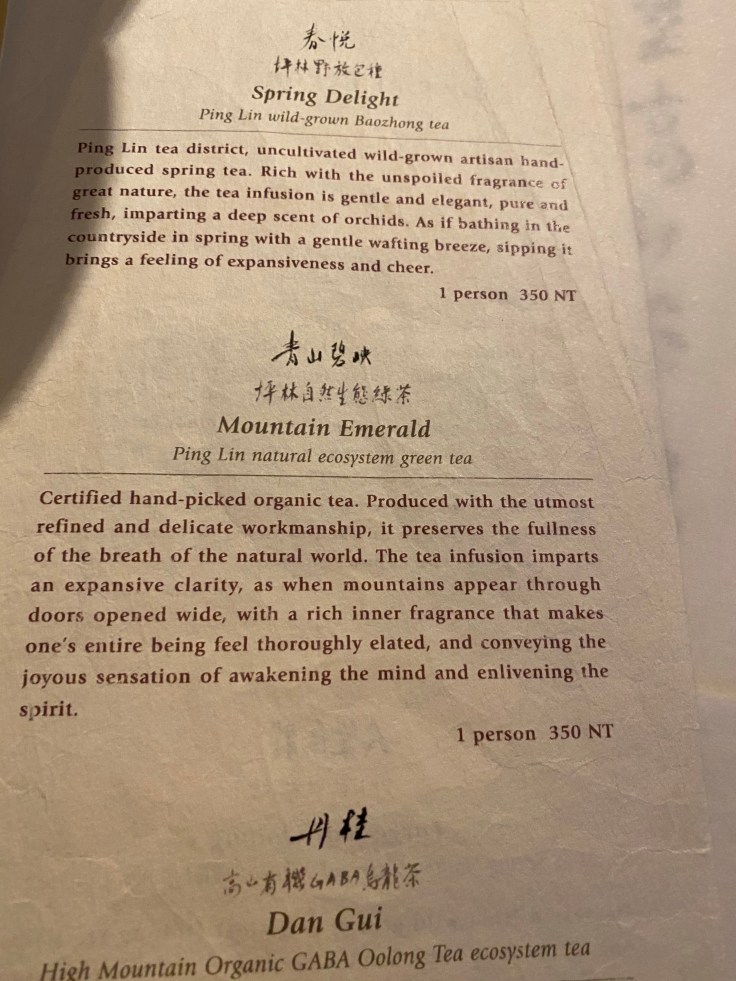 春悅
坪林野放包種
Spring Delight
Ping Lin wild-grown Baozhong tea
Ping Lin tea district, uncultivated wild-grown artisan hand-
produced spring tea. Rich with the unspoiled fragrance of
great nature, the tea infusion is gentle and elegant, pure and
fresh, imparting a deep scent of orchids. As if bathing in the
countryside in spring with a gentle wafting breeze, sipping it
brings a feeling of expansiveness and cheer.
1 person 350 NT
青山碧映
坪林自然生態綠茶
Mountain Emerald
Ping Lin natural ecosystem green tea
Certified hand-picked organic tea. Produced with the utmost
refined and delicate workmanship, it preserves the fullness
of the breath of the natural world. The tea infusion imparts
an expansive clarity, as when mountains appear through
doors opened wide, with a rich inner fragrance that makes
one's entire being feel thoroughly elated, and conveying the
joyous sensation of awakening the mind and enlivening the
spirit.
1 person 350 NT
丹桂
高山有機GABA烏龍茶
Dan Gui
High Mountain Organic GABA Oolong Tea ecosystem tea